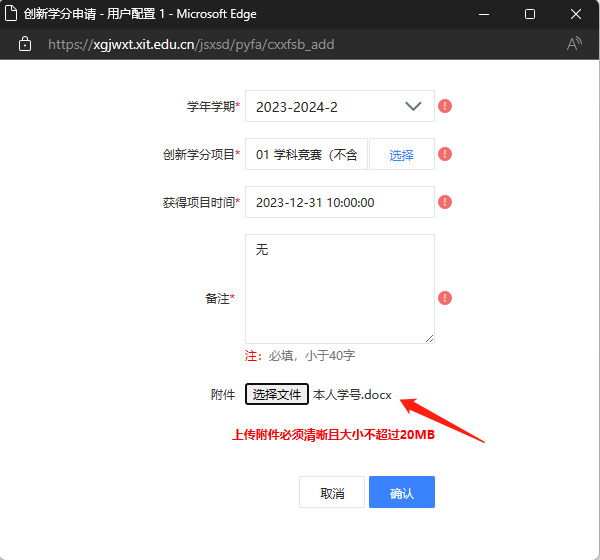 创新学分申请 - 用户配置 1 - Microsoft Edge
https://xgjwxt.xit.edu.cn/jsxsd/pyfa/cxxfsb_add
学年学期* 2023-2024-2
创新学分项目* 01 学科竞赛（不含 选择
获得项目时间* 2023-12-31 10:00:00
备注* 无
注：必填，小于40字
附件 选择文件 本人学号.docx
上传附件必须清晰且大小不超过20MB
取消 确认